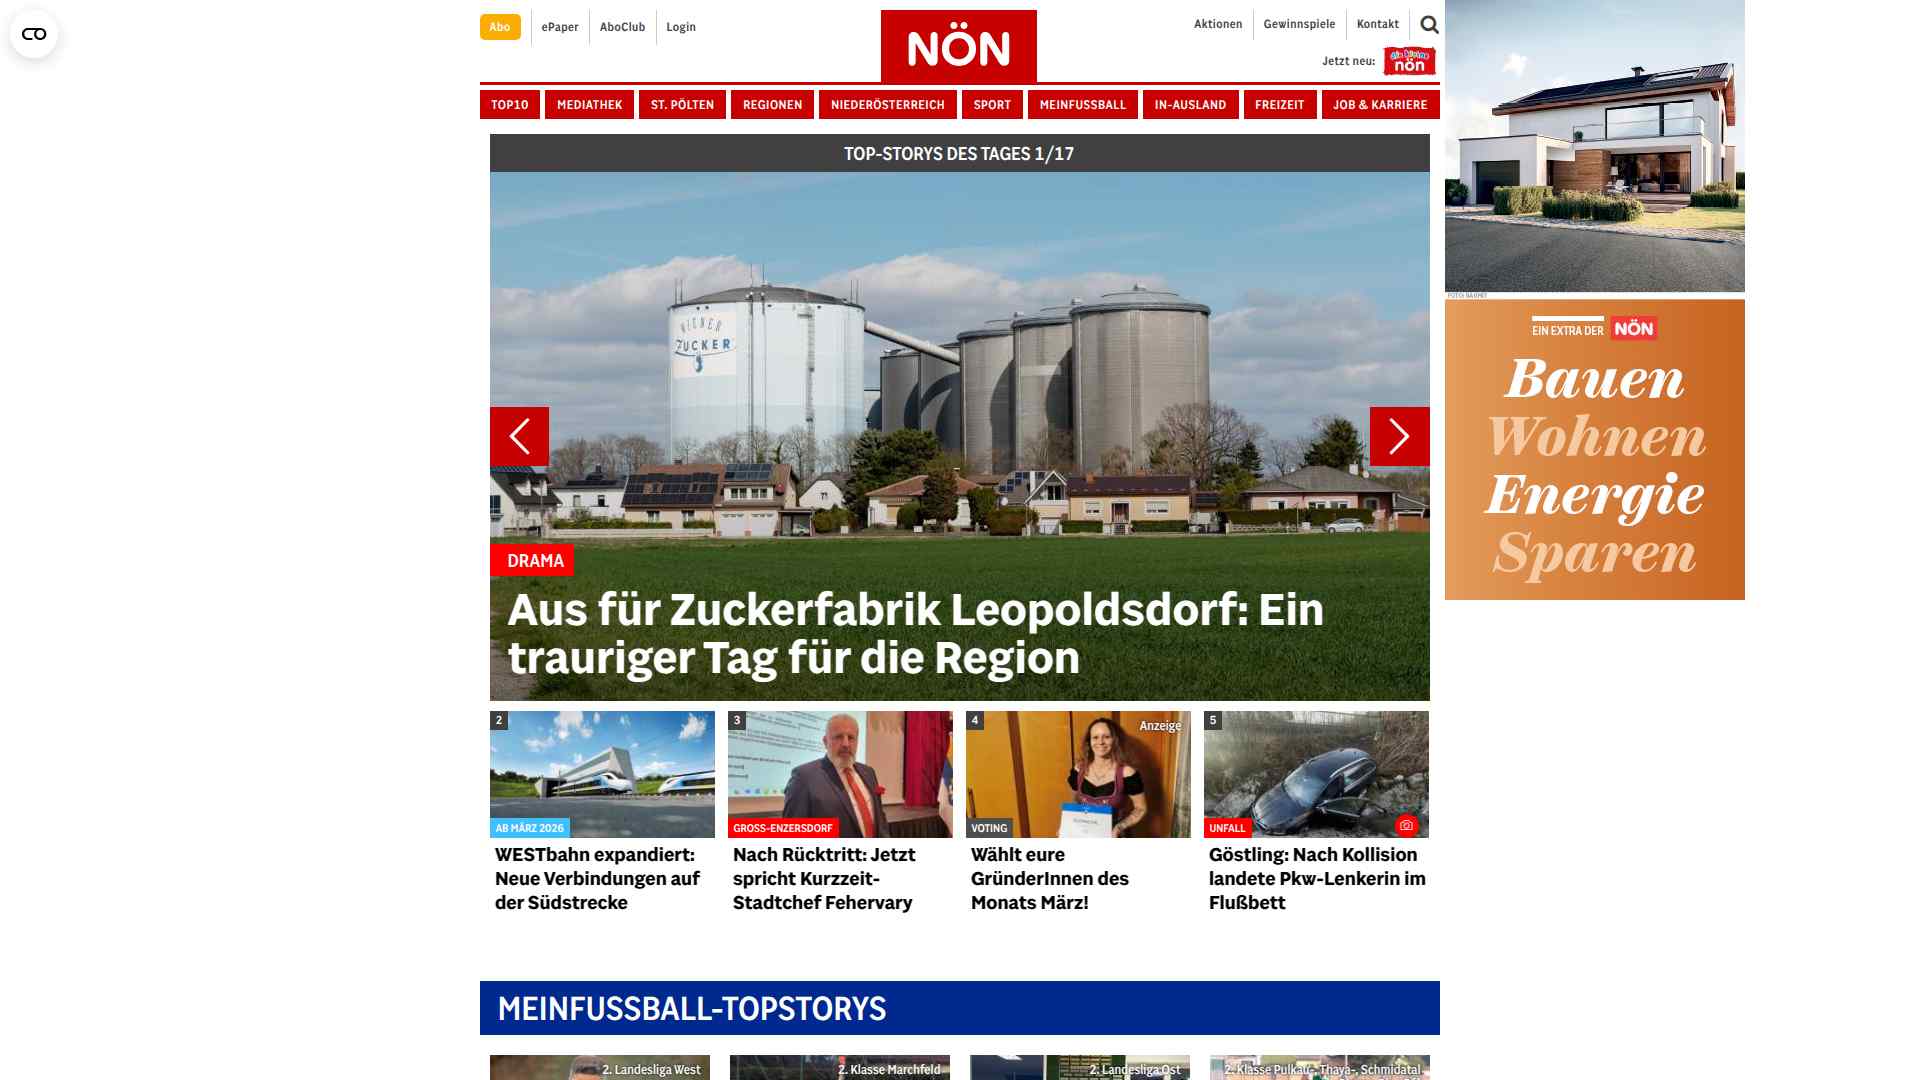 Abo
ePaper
AboClub
Login
NÖN
Aktionen
Gewinnspiele
Kontakt
Jetzt neu:
die kleine
nön
TOP10
MEDIATHEK
ST. PÖLTEN
REGIONEN
NIEDERÖSTERREICH
SPORT
MEINFUSSBALL
IN-AUSLAND
FREIZEIT
JOB & KARRIERE
TOP-STORYS DES TAGES 1/17
WIENER
ZUCKER
DRAMA
Aus für Zuckerfabrik Leopoldsdorf: Ein
trauriger Tag für die Region
2
AB MÄRZ 2026
WESTbahn expandiert:
Neue Verbindungen auf
der Südstrecke
3
GROSS-ENZERSDORF
Nach Rücktritt: Jetzt
spricht Kurzzeit-
Stadtchef Fehervary
4
Anzeige
VOTING
Wählt eure
GründerInnen des
Monats März!
5
UNFALL
Göstling: Nach Kollision
landete Pkw-Lenkerin im
Flußbett
EIN EXTRA DER NÖN
Bauen
Wohnen
Energie
Sparen
MEINFUSSBALL-TOPSTORYS
2. Landesliga West
2. Klasse Marchfeld
2. Landesliga Ost
2. Klasse Pulkau-, Thaya-, Schmidatal